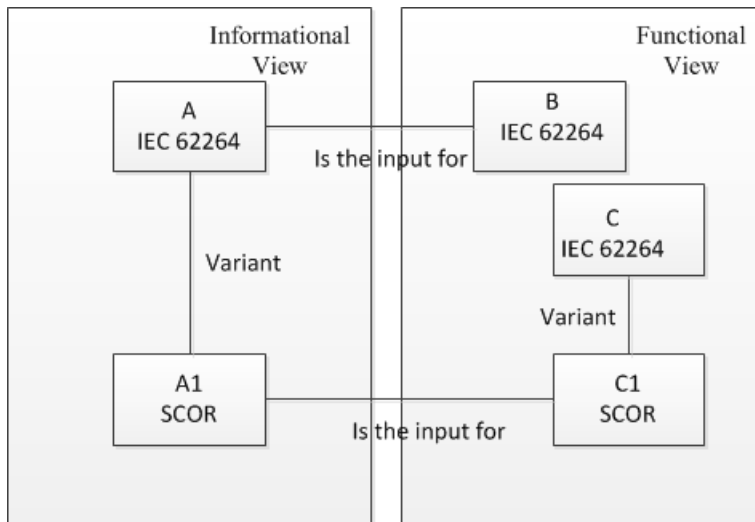 Informational
View
Functional
View
A
IEC 62264
B
IEC 62264
Is the input for
C
IEC 62264
Variant
Variant
A1
SCOR
C1
SCOR
Is the input for